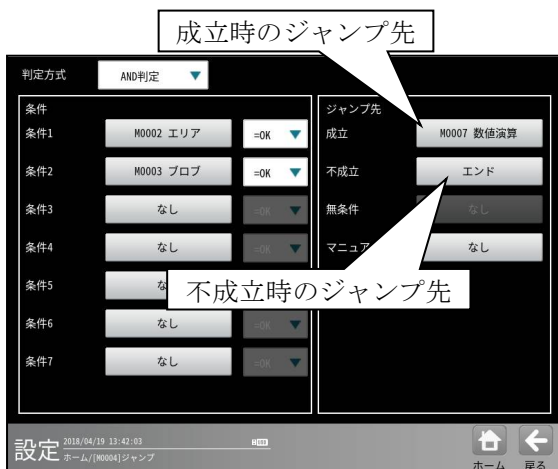 成立時のジャンプ先
判定方式 AND判定
条件 ジャンプ先
条件1 M0002 エリア =OK 成立 M0007 数値演算
条件2 M0003 ブロブ =OK 不成立 エンド
条件3 なし =OK 無条件 なし
条件4 なし =OK マニュア なし
条件5 な
不成立時のジャンプ先
条件6 なし =OK
条件7 なし =OK
設定 2018/04/19 13:42:03
ホーム/[M0004]ジャンプ
ホーム 戻る